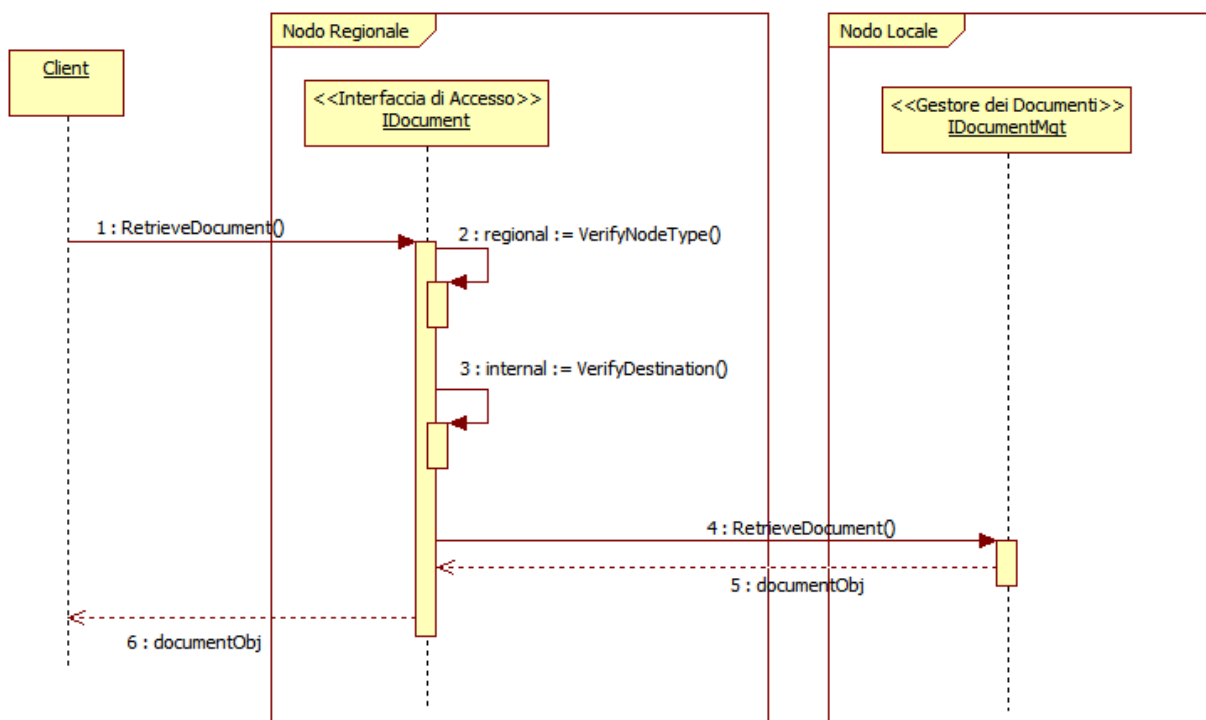 Nodo Regionale
Nodo Locale
Client
<<Interfaccia di Accesso>>
IDocument
<<Gestore dei Documenti>>
IDocumentMgt
1 : RetrieveDocument()
2 : regional := VerifyNodeType()
3 : internal := VerifyDestination()
4 : RetrieveDocument()
5 : documentObj
6 : documentObj